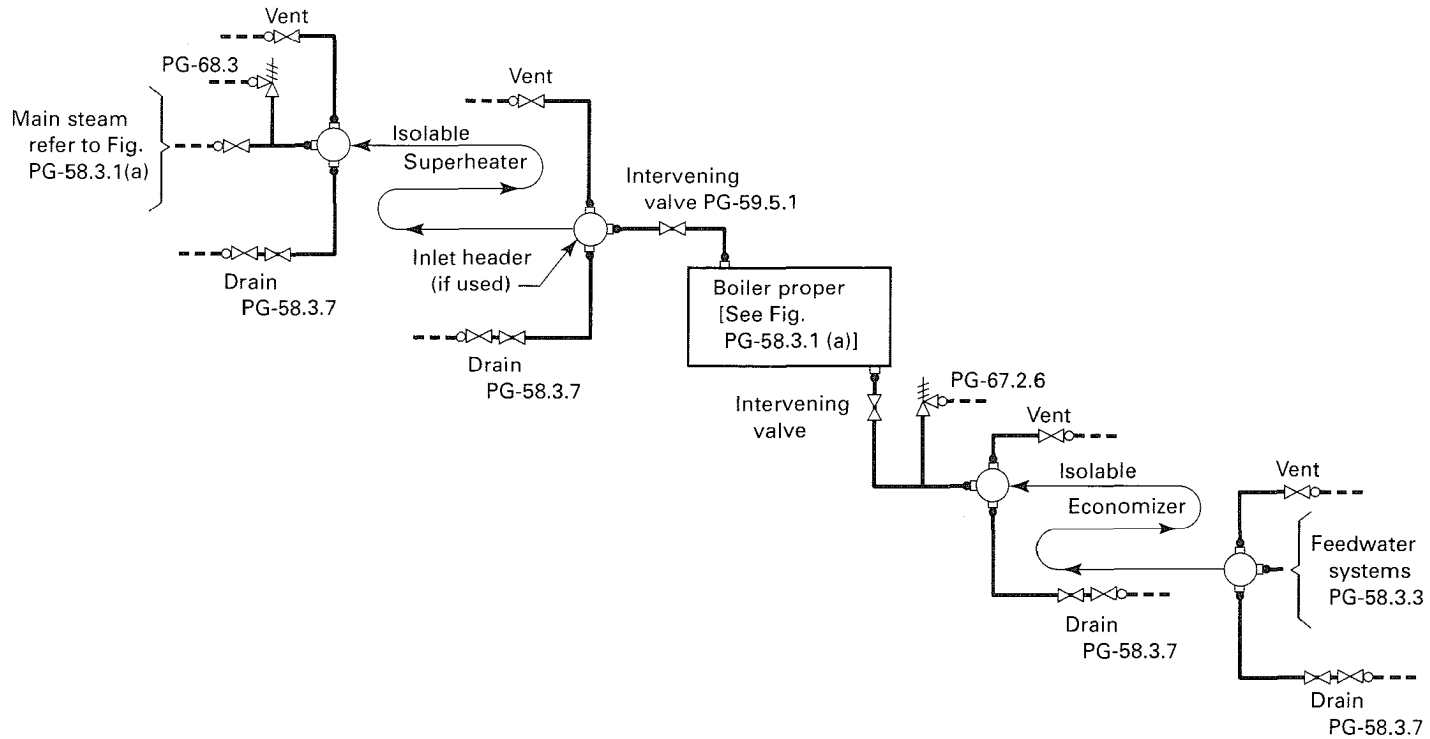 Vent
PG-68.3
Main steam
refer to Fig.
PG-58.3.1(a)
Drain
PG-58.3.7
Isolable
Superheater
Vent
Inlet header
(if used)
Drain
PG-58.3.7
Intervening
valve PG-59.5.1
Boiler proper
[See Fig.
PG-58.3.1 (a)]
Intervening
valve
PG-67.2.6
Vent
Isolable
Economizer
Drain
PG-58.3.7
Vent
Feedwater
systems
PG-58.3.3
Drain
PG-58.3.7